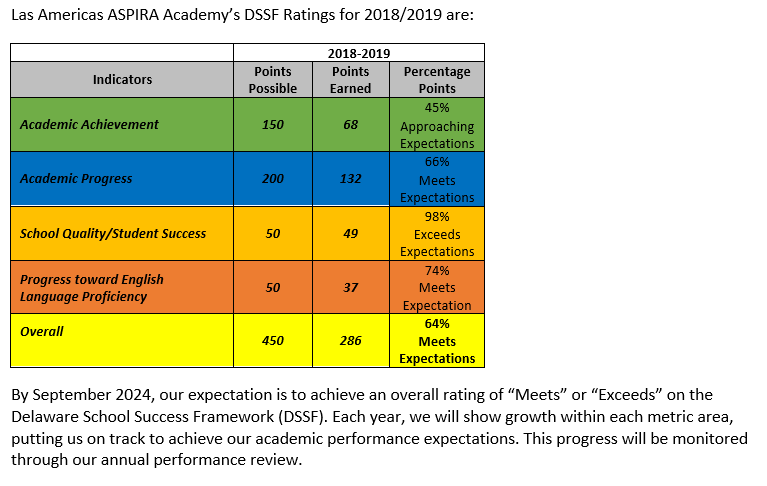 Las Americas ASPIRA Academy’s DSSF Ratings for 2018/2019 are:
2018-2019
Indicators
Points
Possible
Points
Earned
Percentage
Points
Academic Achievement
150
68
45%
Approaching
Expectations
Academic Progress
200
132
66%
Meets
Expectations
School Quality/Student Success
50
49
98%
Exceeds
Expectations
Progress toward English
Language Proficiency
50
37
74%
Meets
Expectation
Overall
450
286
64%
Meets
Expectations
By September 2024, our expectation is to achieve an overall rating of “Meets” or “Exceeds” on the
Delaware School Success Framework (DSSF). Each year, we will show growth within each metric area,
putting us on track to achieve our academic performance expectations. This progress will be monitored
through our annual performance review.